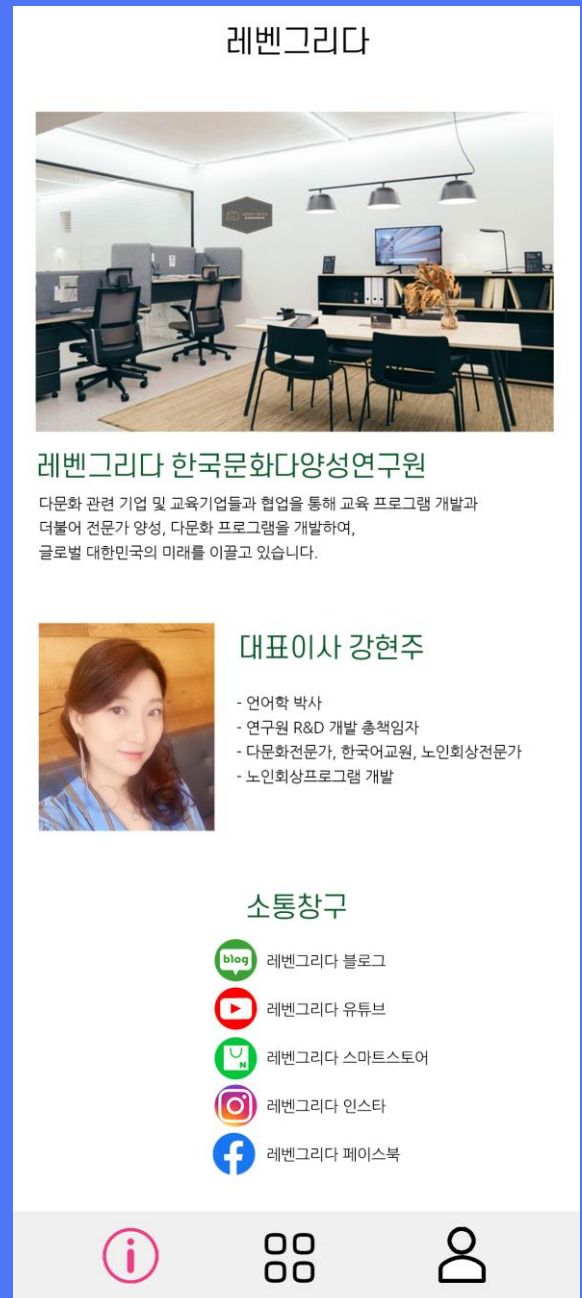 레벤그리다
레벤그리다 한국문화다양성연구원
다문화 관련 기업 및 교육기업들과 협업을 통해 교육 프로그램 개발과
더불어 전문가 양성, 다문화 프로그램을 개발하여,
글로벌 대한민국의 미래를 이끌고 있습니다.
대표이사 강현주
- 언어학 박사
- 연구원 R&D 개발 총책임자
- 다문화전문가, 한국어교원, 노인회상전문가
- 노인회상프로그램 개발
소통창구
blog 레벤그리다 블로그
레벤그리다 유튜브
N 레벤그리다 스마트스토어
레벤그리다 인스타
레벤그리다 페이스북